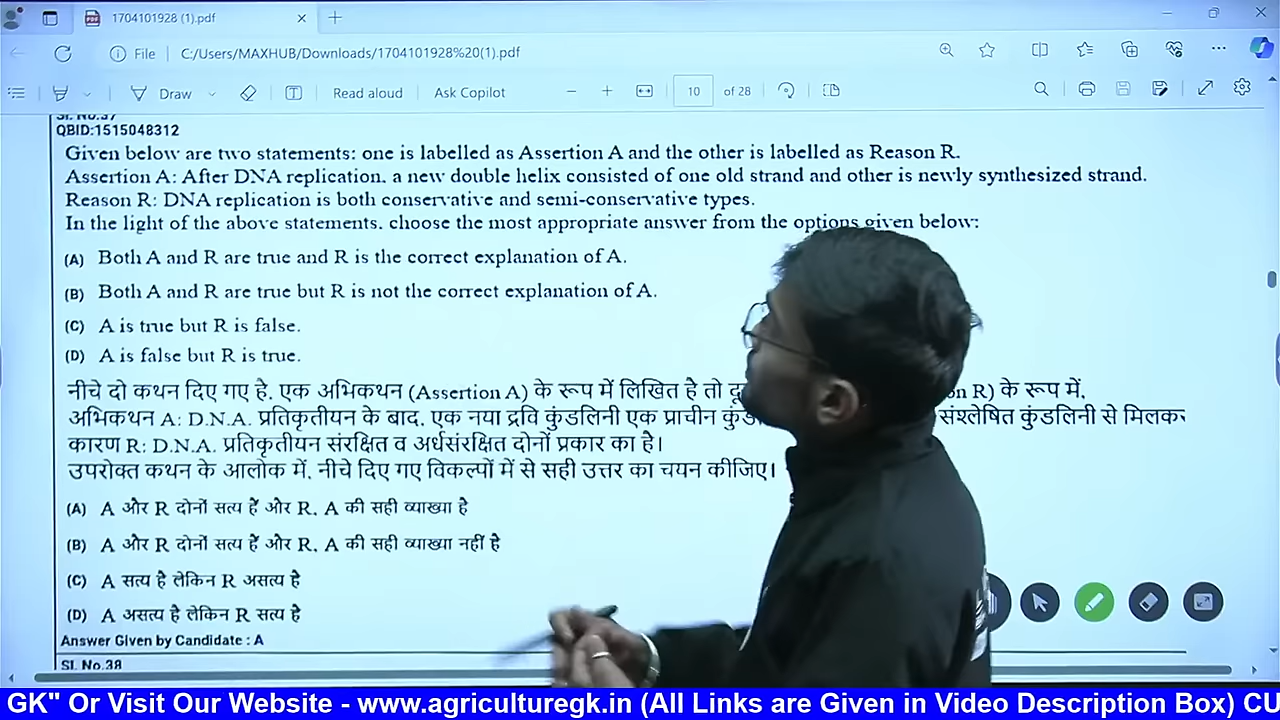 1704101928 (1).pdf
File
C:/Users/MAXHUB/Downloads/1704101928%20(1).pdf
Draw
Read aloud
Ask Copilot
10
of 28
Sl. No.37
QBID:1515048312
Given below are two statements: one is labelled as Assertion A and the other is labelled as Reason R.
Assertion A: After DNA replication. a new double helix consisted of one old strand and other is newly synthesized strand.
Reason R: DNA replication is both conservative and semi-conservative types.
In the light of the above statements. choose the most appropriate answer from the options given below:
(A) Both A and R are true and R is the correct explanation of A.
(B) Both A and R are true but R is not the correct explanation of A.
(C) A is true but R is false.
(D) A is false but R is true.
नीचे दो कथन दिए गए है. एक अभिकथन (Assertion A) के रूप में लिखित है तो R) के रूप में.
अभिकथन A: D.N.A. प्रतिकृतीयन के बाद. एक नया द्रवि कुंडलिनी एक प्राचीन संश्लेषित कुंडलिनी से
कारण R: D.N.A. प्रतिकृतीयन संरक्षित व अर्धसंरक्षित दोनों प्रकार का है।
उपरोक्त कथन के आलोक में. नीचे दिए गए विकल्पों में से सही उत्तर का चयन कीजिए।
(A) A और R दोनों सत्य हैं और R. A की सही व्याख्या है
(B) A और R दोनों सत्य हैं और R. A की सही व्याख्या नहीं है
(C) A सत्य है लेकिन R असत्य है
(D) A असत्य है लेकिन R सत्य है
Answer Given by Candidate : A
Sl. No.38
GK" Or Visit Our Website - www.agriculturegk.in (All Links are Given in Video Description Box) CU